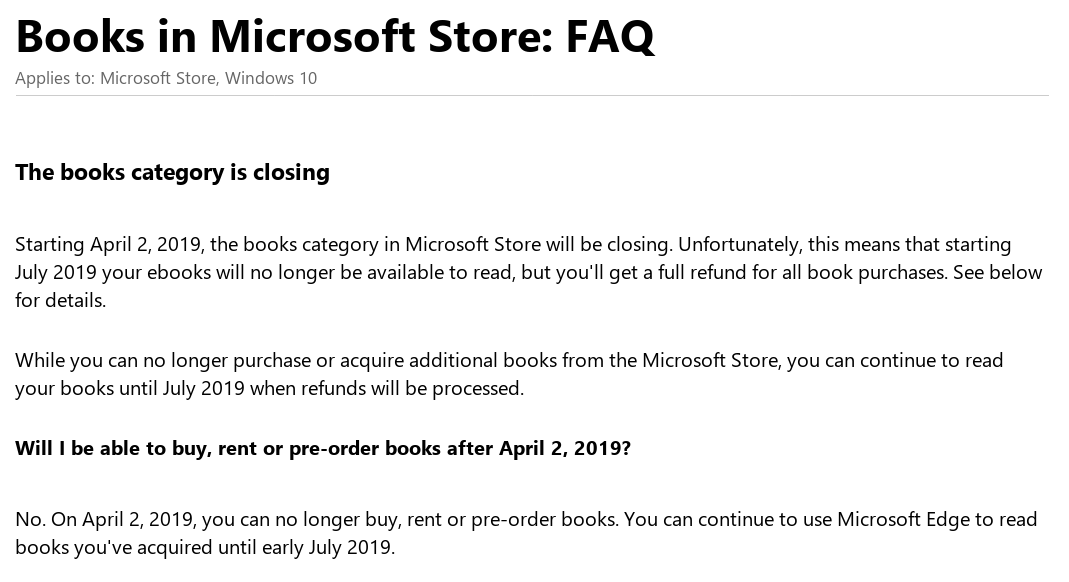 Books in Microsoft Store: FAQ
Applies to: Microsoft Store, Windows 10
The books category is closing
Starting April 2, 2019, the books category in Microsoft Store will be closing. Unfortunately, this means that starting
July 2019 your ebooks will no longer be available to read, but you'll get a full refund for all book purchases. See below
for details.
While you can no longer purchase or acquire additional books from the Microsoft Store, you can continue to read
your books until July 2019 when refunds will be processed.
Will I be able to buy, rent or pre-order books after April 2, 2019?
No. On April 2, 2019, you can no longer buy, rent or pre-order books. You can continue to use Microsoft Edge to read
books you've acquired until early July 2019.